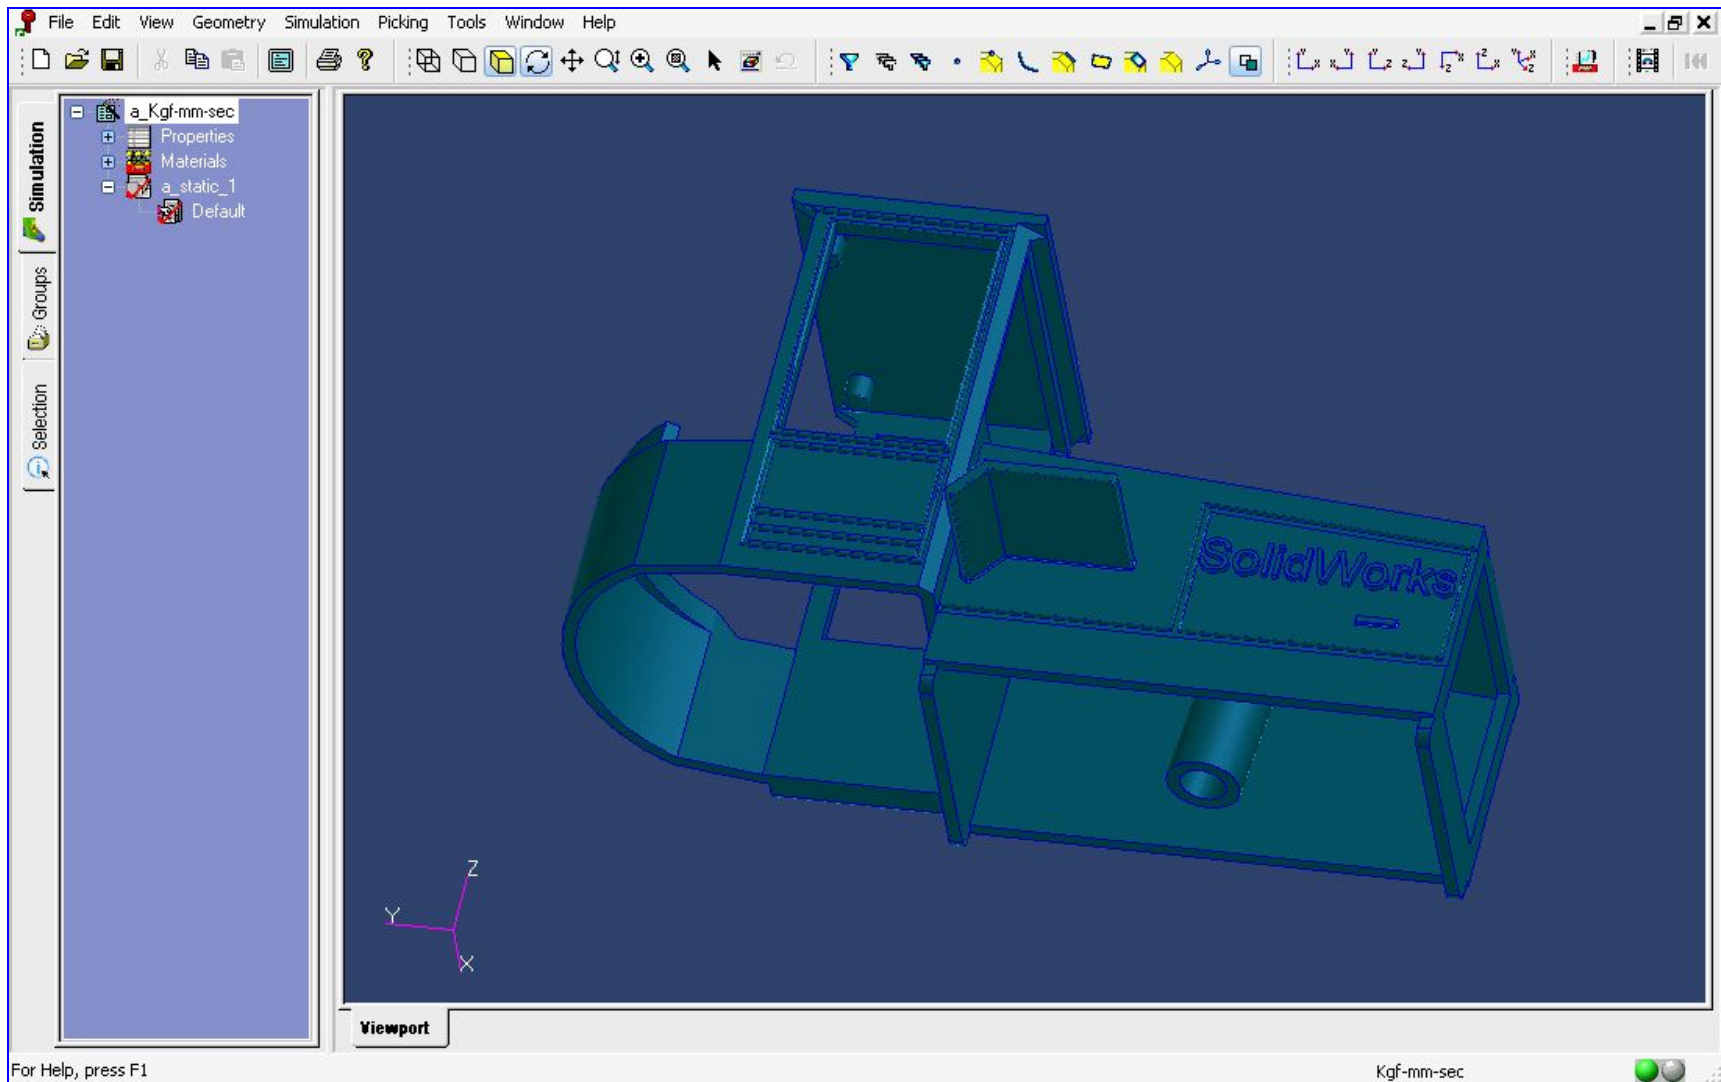 File Edit View Geometry Simulation Picking Tools Window Help
Simulation
Groups
Selection
a_Kgf-mm-sec
Properties
Materials
a_static_1
Default
SolidWorks
Z
Y
X
Viewport
For Help, press F1
Kgf-mm-sec